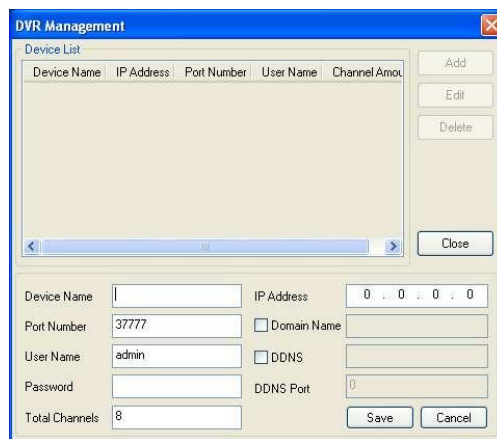 DVR Management
Device List
Device Name IP Address Port Number User Name Channel Amou
Add
Edit
Delete
Close
Device Name IP Address 0 . 0 . 0 . 0
Port Number 37777 Domain Name
User Name admin DDNS
Password DDNS Port 0
Total Channels 8 Save Cancel